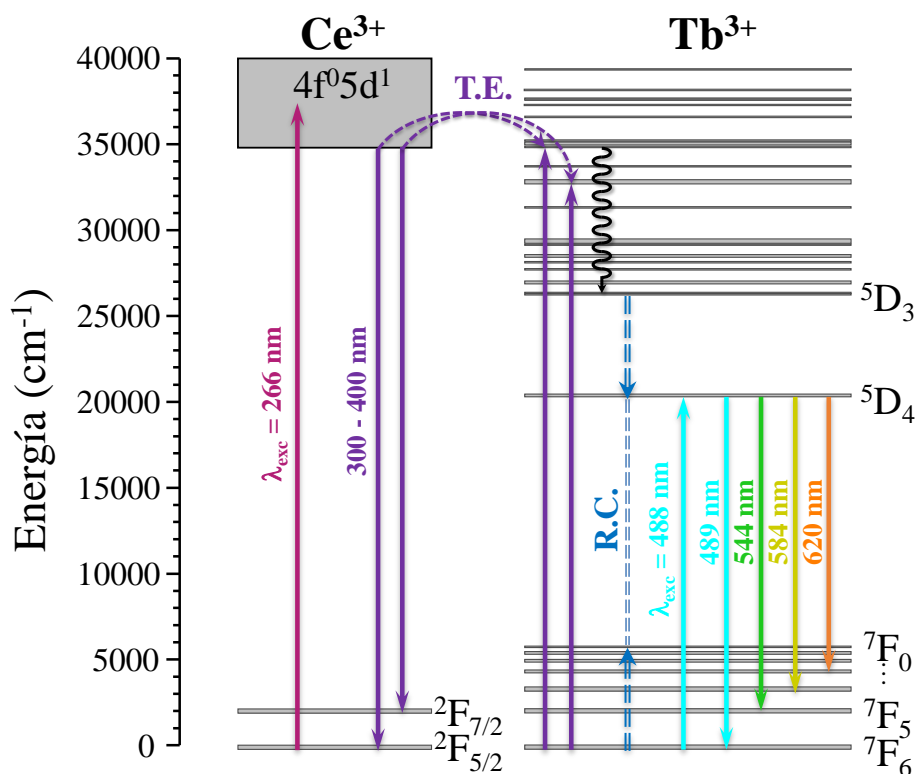 Ce³⁺
Tb³⁺
Energía (cm⁻¹)
40000
35000
30000
25000
20000
15000
10000
5000
0
4f⁰5d¹
T.E.
λexc = 266 nm
300 - 400 nm
²F7/2
²F5/2
R.C.
λexc = 488 nm
489 nm
544 nm
584 nm
620 nm
⁵D₃
⁵D₄
⁷F₀
⋮
⁷F₅
⁷F₆